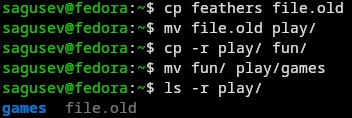 sagusev@fedora:~$ cp feathers file.old
sagusev@fedora:~$ mv file.old play/
sagusev@fedora:~$ cp -r play/ fun/
sagusev@fedora:~$ mv fun/ play/games
sagusev@fedora:~$ ls -r play/
games  file.old